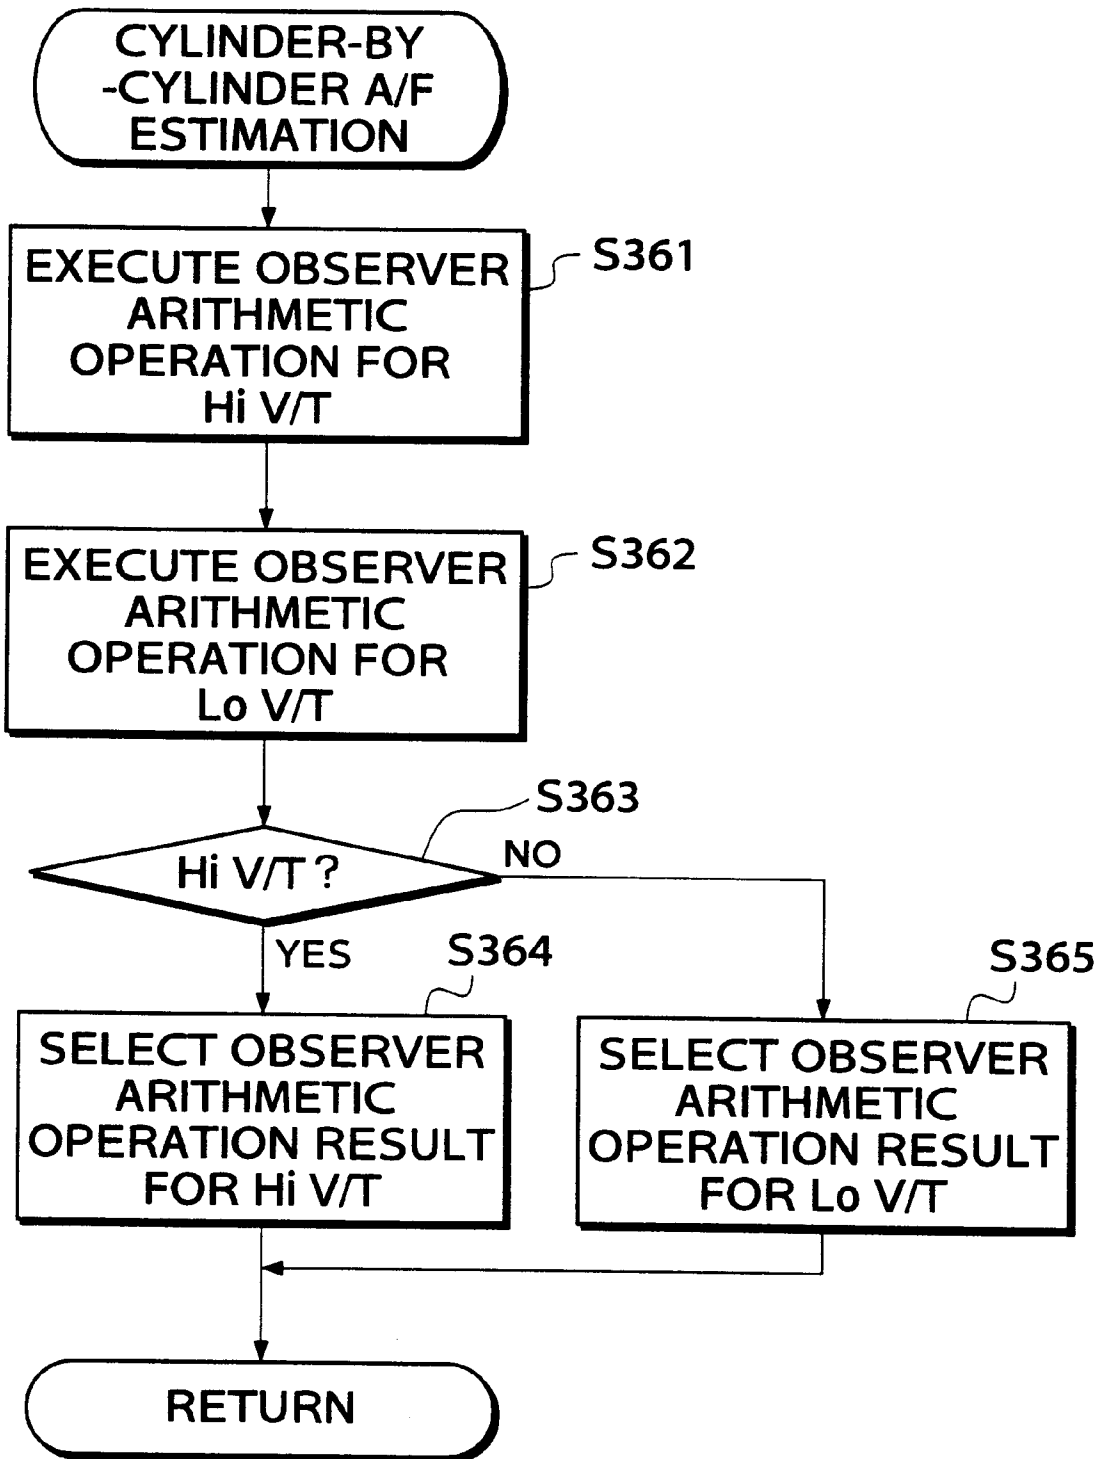 CYLINDER-BY
-CYLINDER A/F
ESTIMATION
EXECUTE OBSERVER
ARITHMETIC
OPERATION FOR
Hi V/T
S361
EXECUTE OBSERVER
ARITHMETIC
OPERATION FOR
Lo V/T
S362
Hi V/T ?
S363
NO
YES
S364
SELECT OBSERVER
ARITHMETIC
OPERATION RESULT
FOR Hi V/T
S365
SELECT OBSERVER
ARITHMETIC
OPERATION RESULT
FOR Lo V/T
RETURN